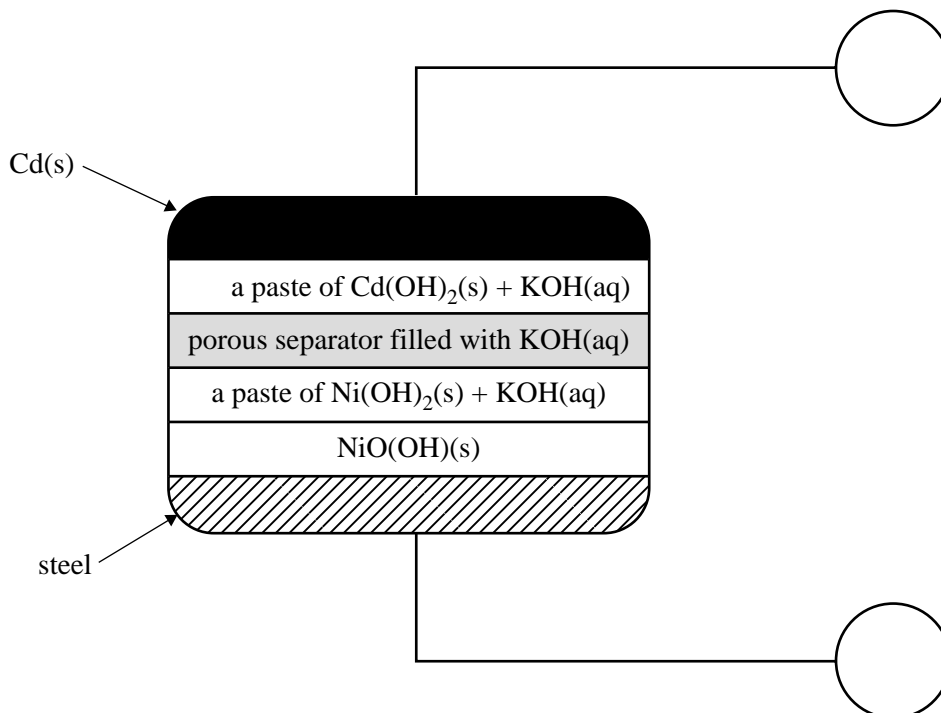 Cd(s)
a paste of Cd(OH)₂(s) + KOH(aq)
porous separator filled with KOH(aq)
a paste of Ni(OH)₂(s) + KOH(aq)
NiO(OH)(s)
steel